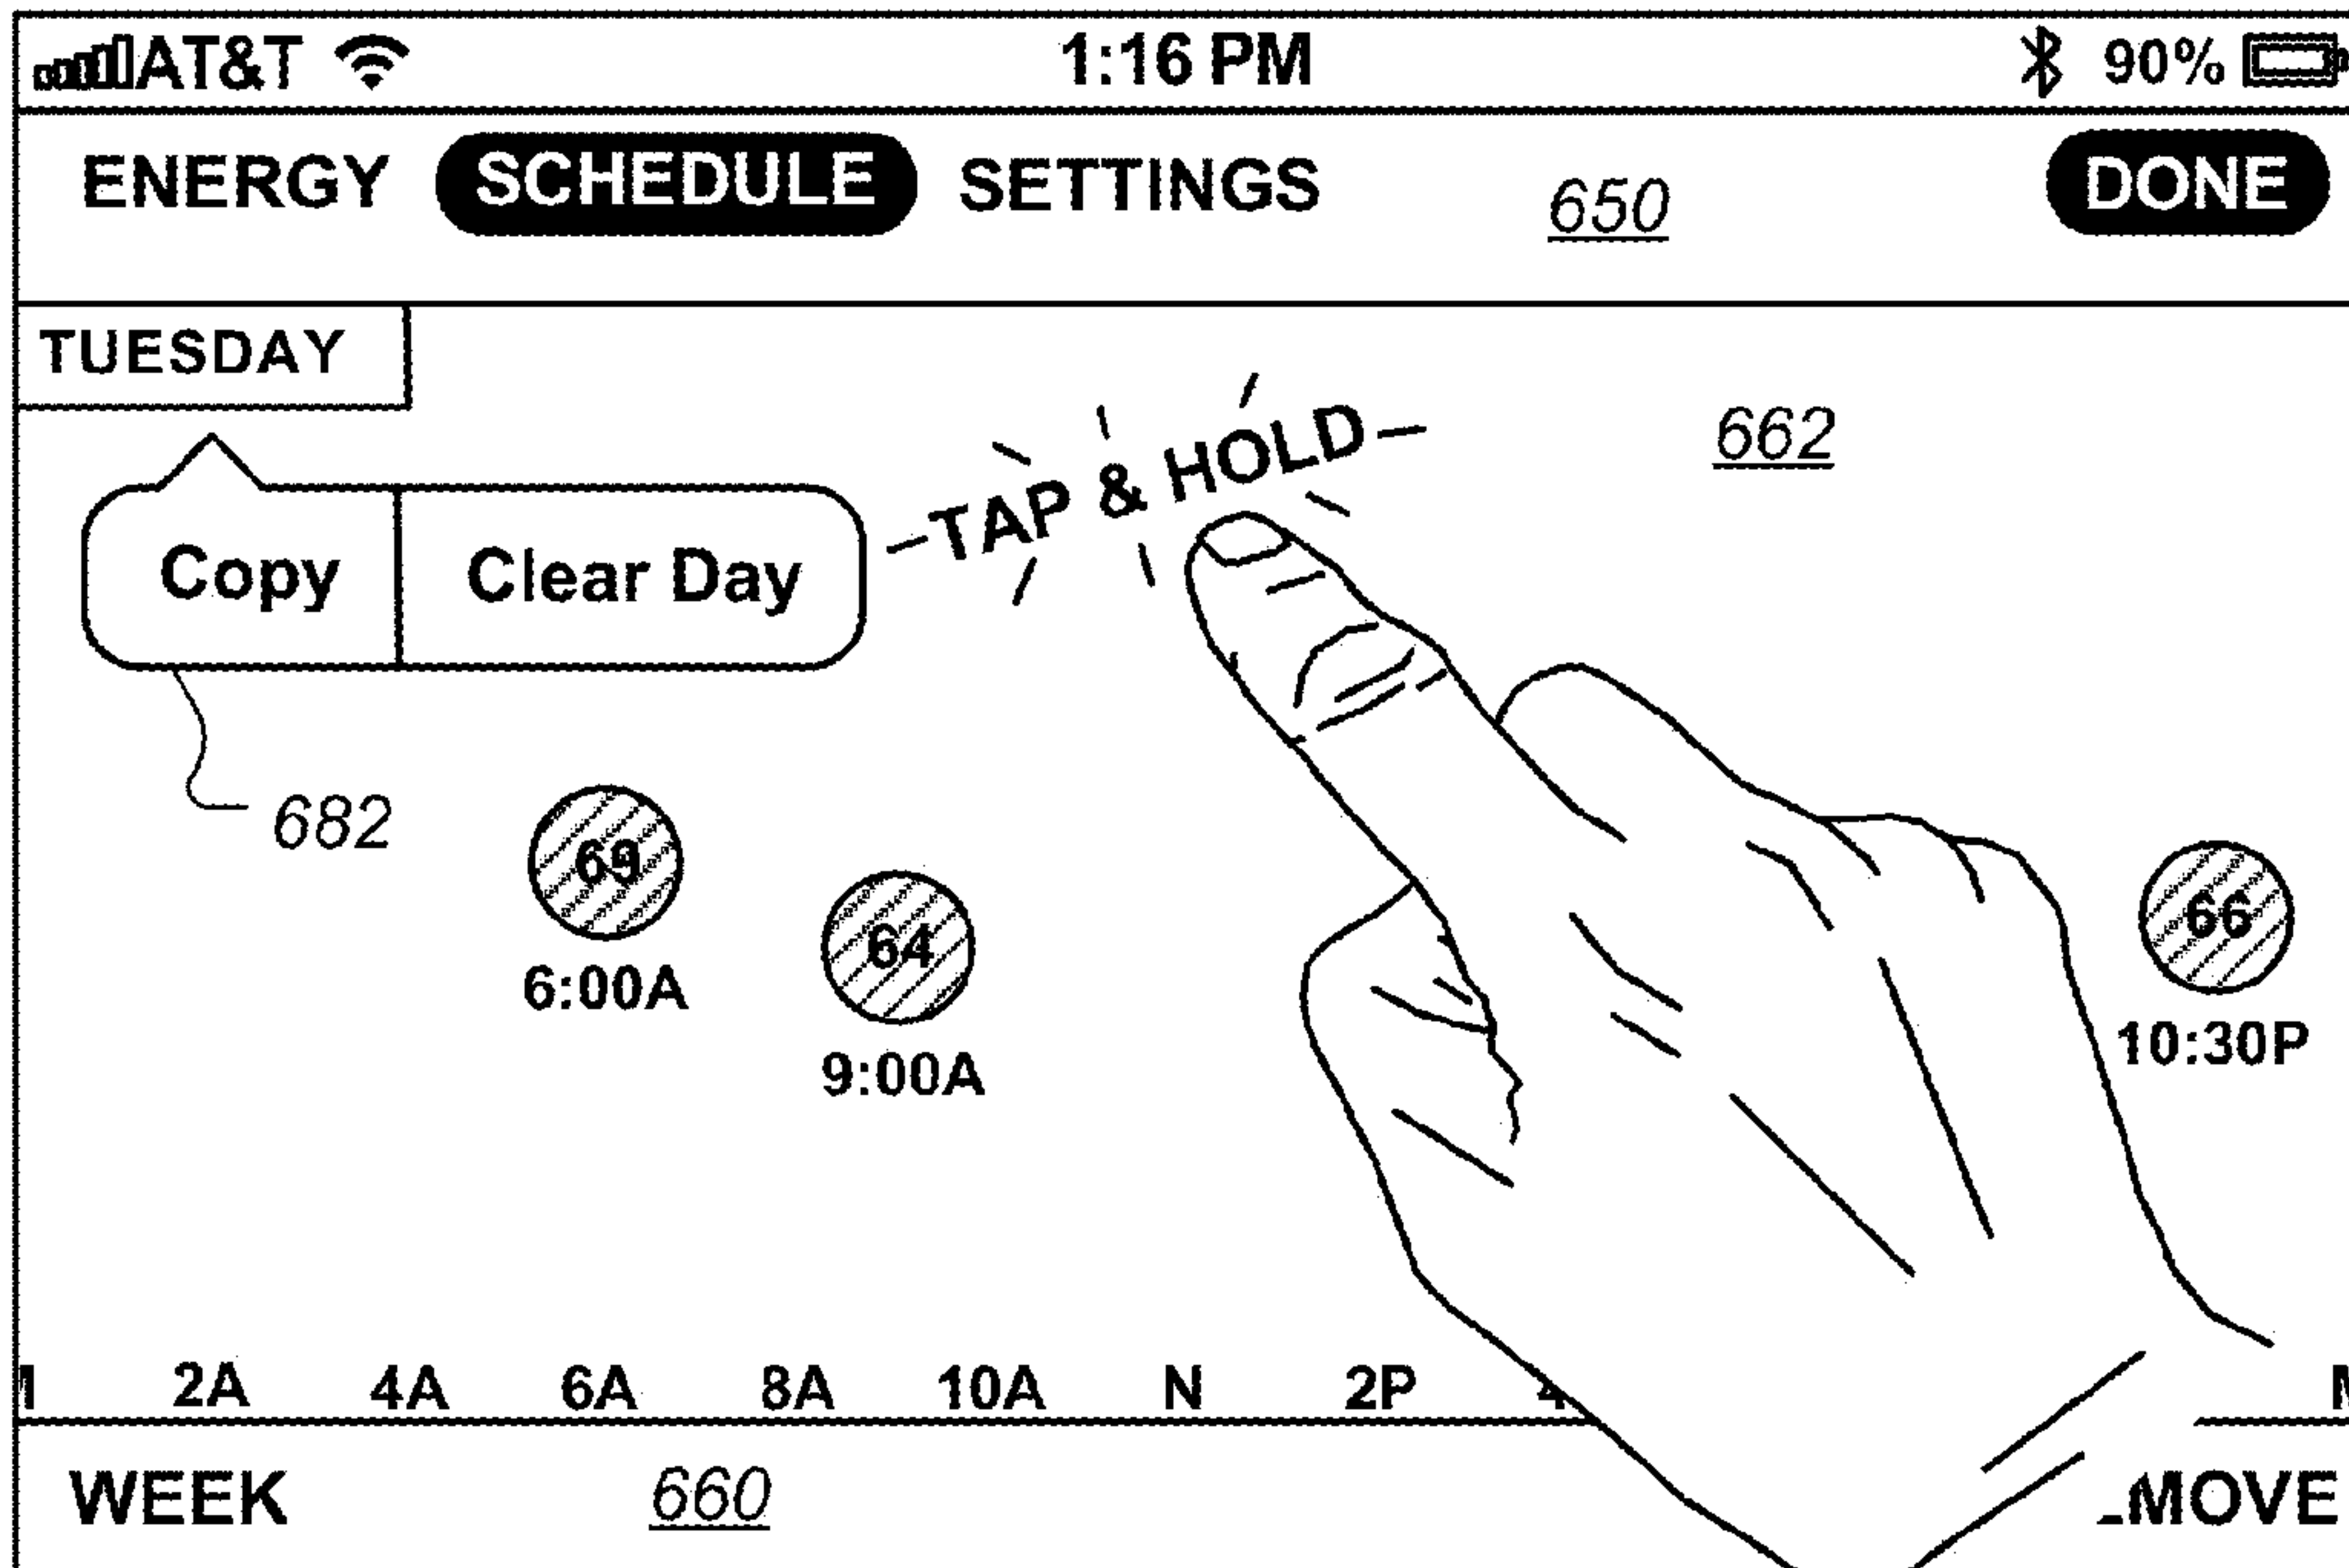 AT&T 1:16 PM 90%
ENERGY SCHEDULE SETTINGS 650 DONE
TUESDAY
TAP & HOLD
662
Copy Clear Day
682
69
6:00A
64
9:00A
66
10:30P
2A 4A 6A 8A 10A N 2P
WEEK 660 MOVE